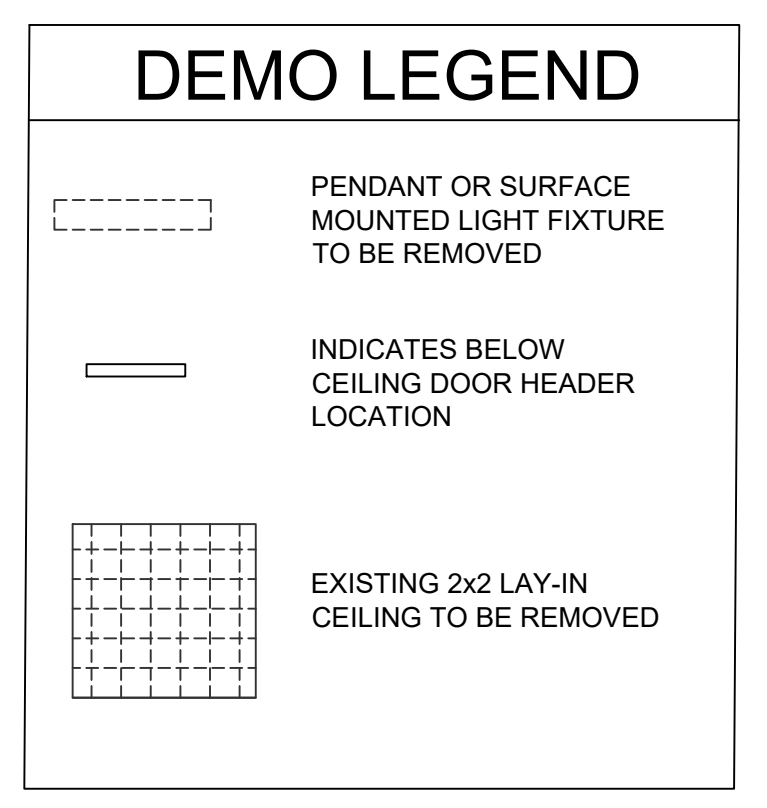 DEMO LEGEND
PENDANT OR SURFACE
MOUNTED LIGHT FIXTURE
TO BE REMOVED
INDICATES BELOW
CEILING DOOR HEADER
LOCATION
EXISTING 2x2 LAY-IN
CEILING TO BE REMOVED